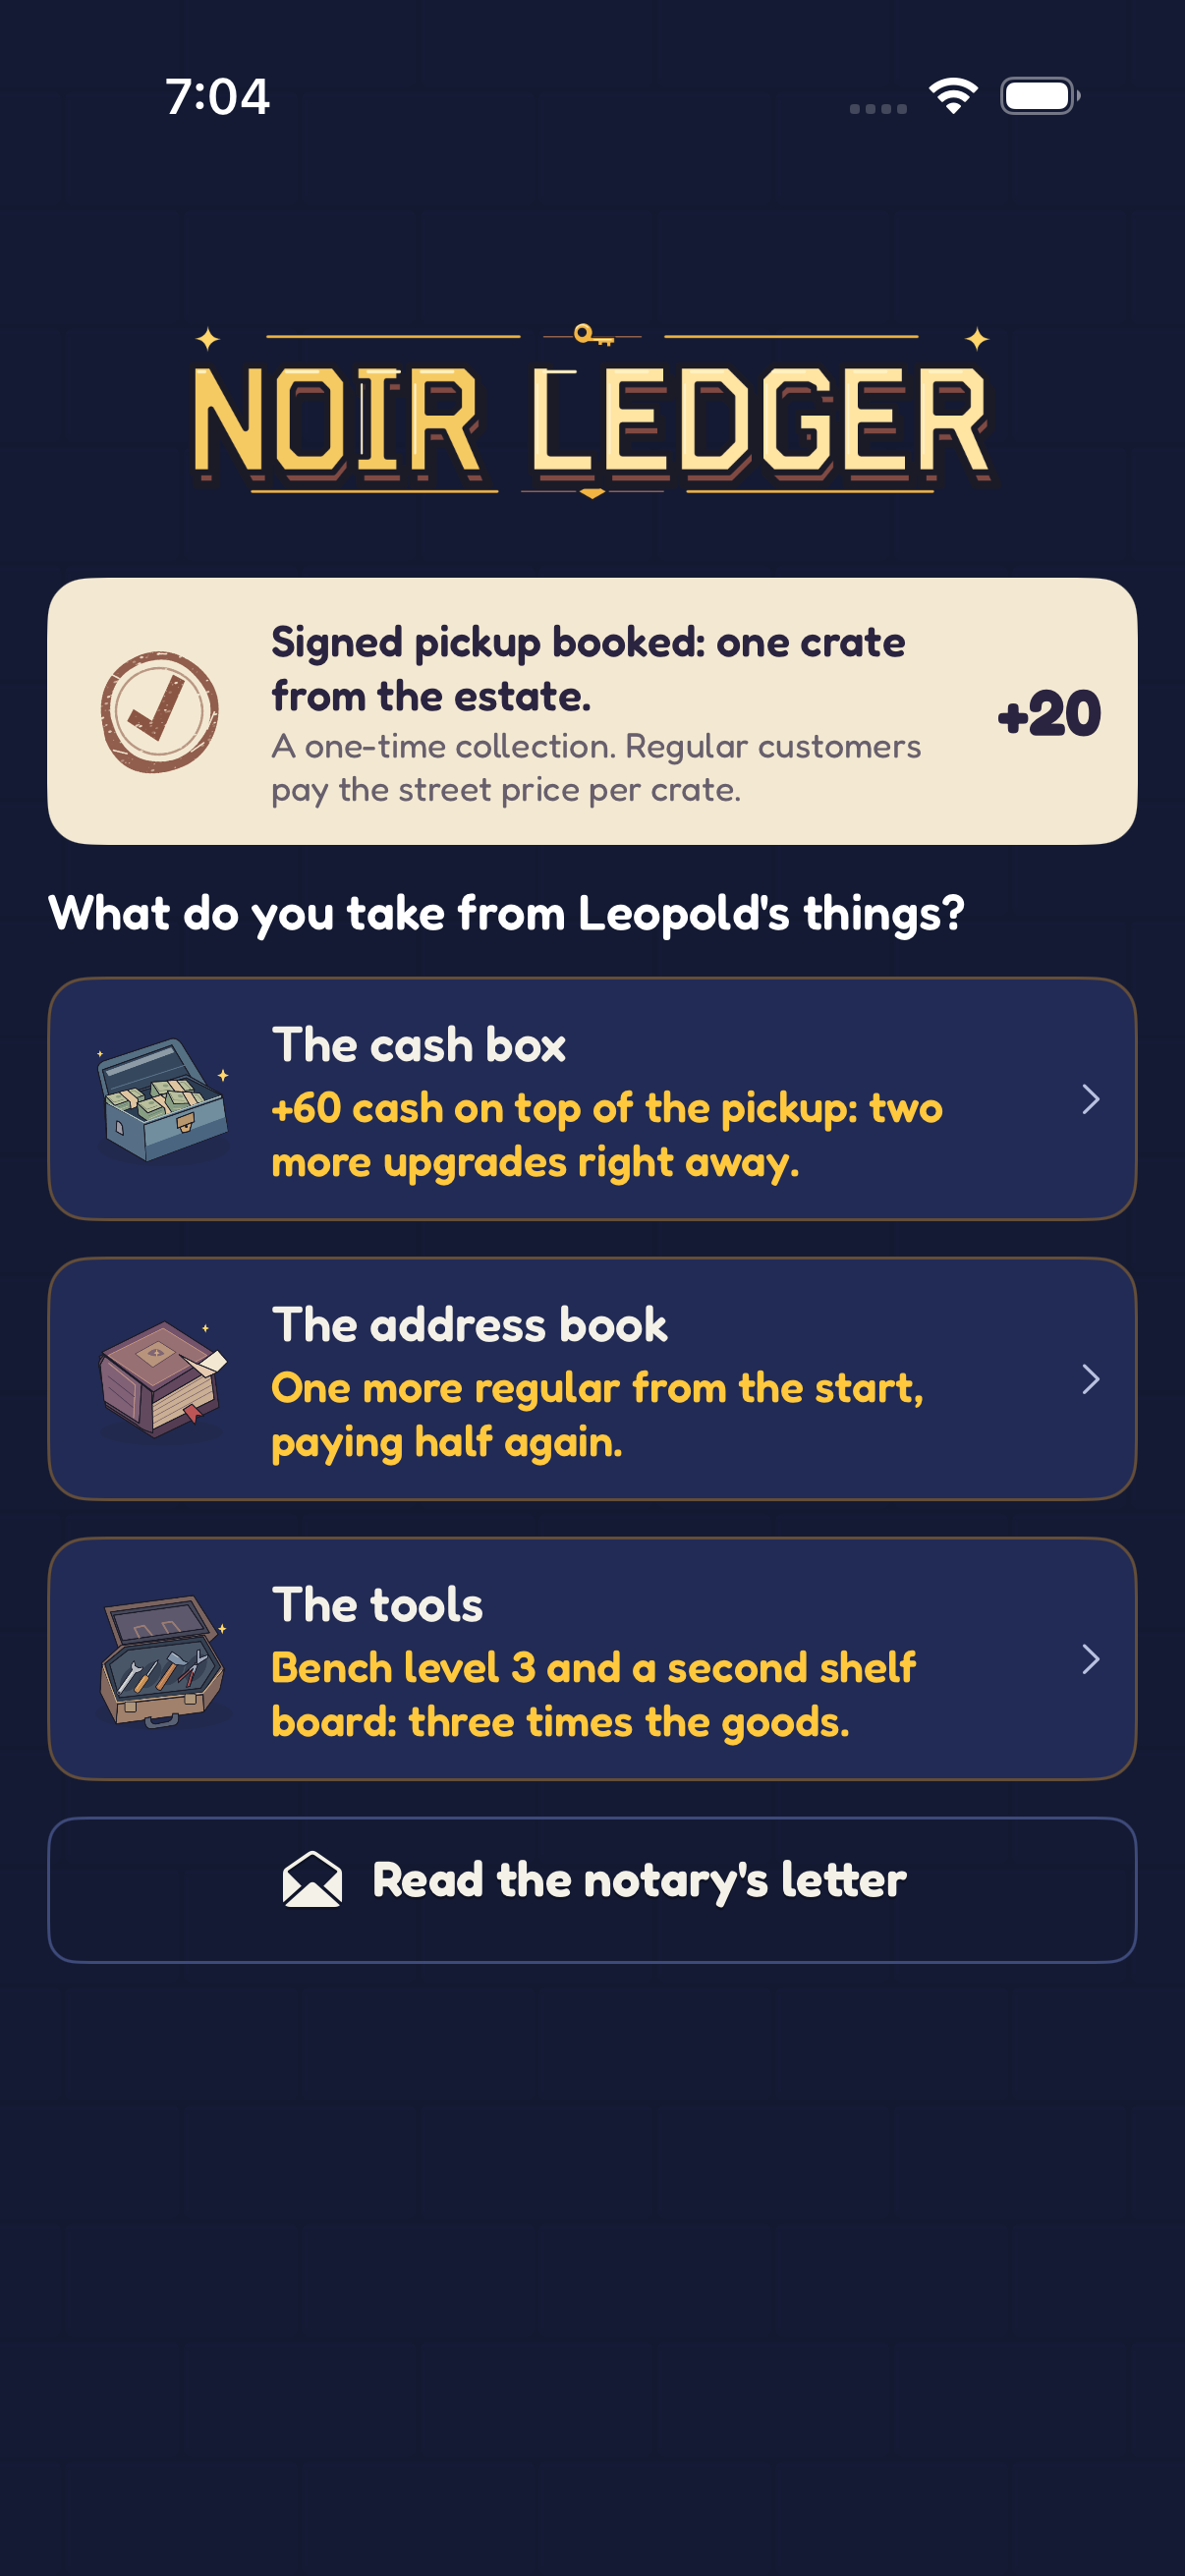 7:04
NOIR LEDGER
Signed pickup booked: one crate
from the estate.
A one-time collection. Regular customers
pay the street price per crate.
+20
What do you take from Leopold's things?
The cash box
+60 cash on top of the pickup: two
more upgrades right away.
The address book
One more regular from the start,
paying half again.
The tools
Bench level 3 and a second shelf
board: three times the goods.
Read the notary's letter